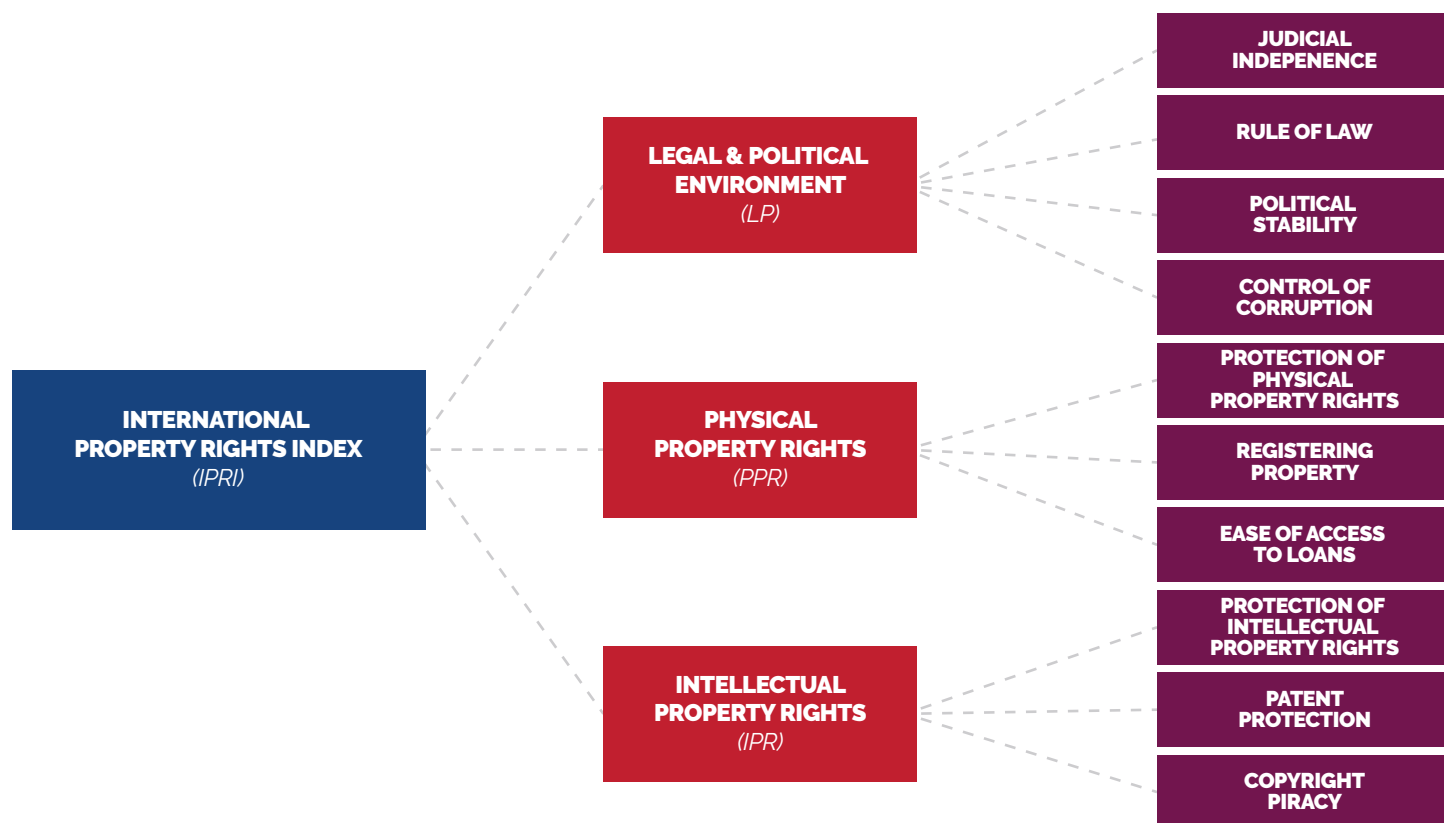 INTERNATIONAL
PROPERTY RIGHTS INDEX
(IPRI)
LEGAL & POLITICAL
ENVIRONMENT
(LP)
PHYSICAL
PROPERTY RIGHTS
(PPR)
INTELLECTUAL
PROPERTY RIGHTS
(IPR)
JUDICIAL
INDEPENENCE
RULE OF LAW
POLITICAL
STABILITY
CONTROL OF
CORRUPTION
PROTECTION OF
PHYSICAL
PROPERTY RIGHTS
REGISTERING
PROPERTY
EASE OF ACCESS
TO LOANS
PROTECTION OF
INTELLECTUAL
PROPERTY RIGHTS
PATENT
PROTECTION
COPYRIGHT
PIRACY